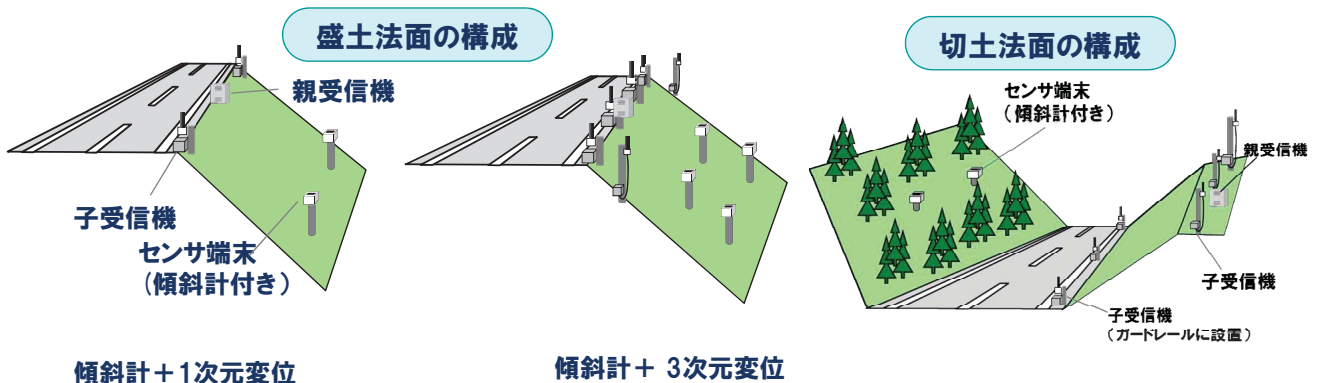 盛土法面の構成
親受信機
子受信機
センサ端末
(傾斜計付き)
傾斜計+1次元変位
傾斜計+ 3次元変位
切土法面の構成
センサ端末
(傾斜計付き)
親受信機
子受信機
子受信機
(ガードレールに設置)